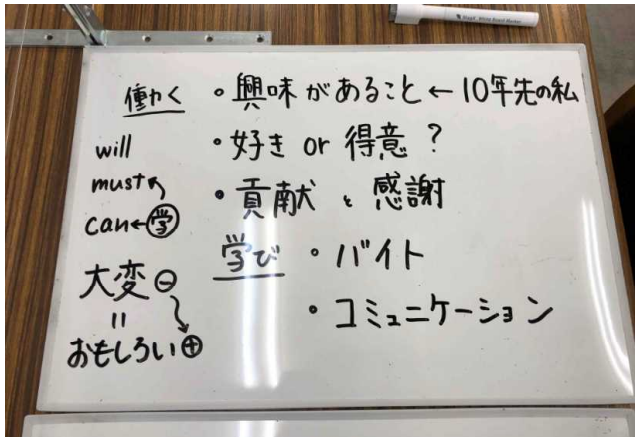 働く
・興味があること←10年先の私
・好き or 得意？
・貢献と感謝
will
must
can←学
大変⊖
=
おもしろい⊕
学び
・バイト
・コミュニケーション